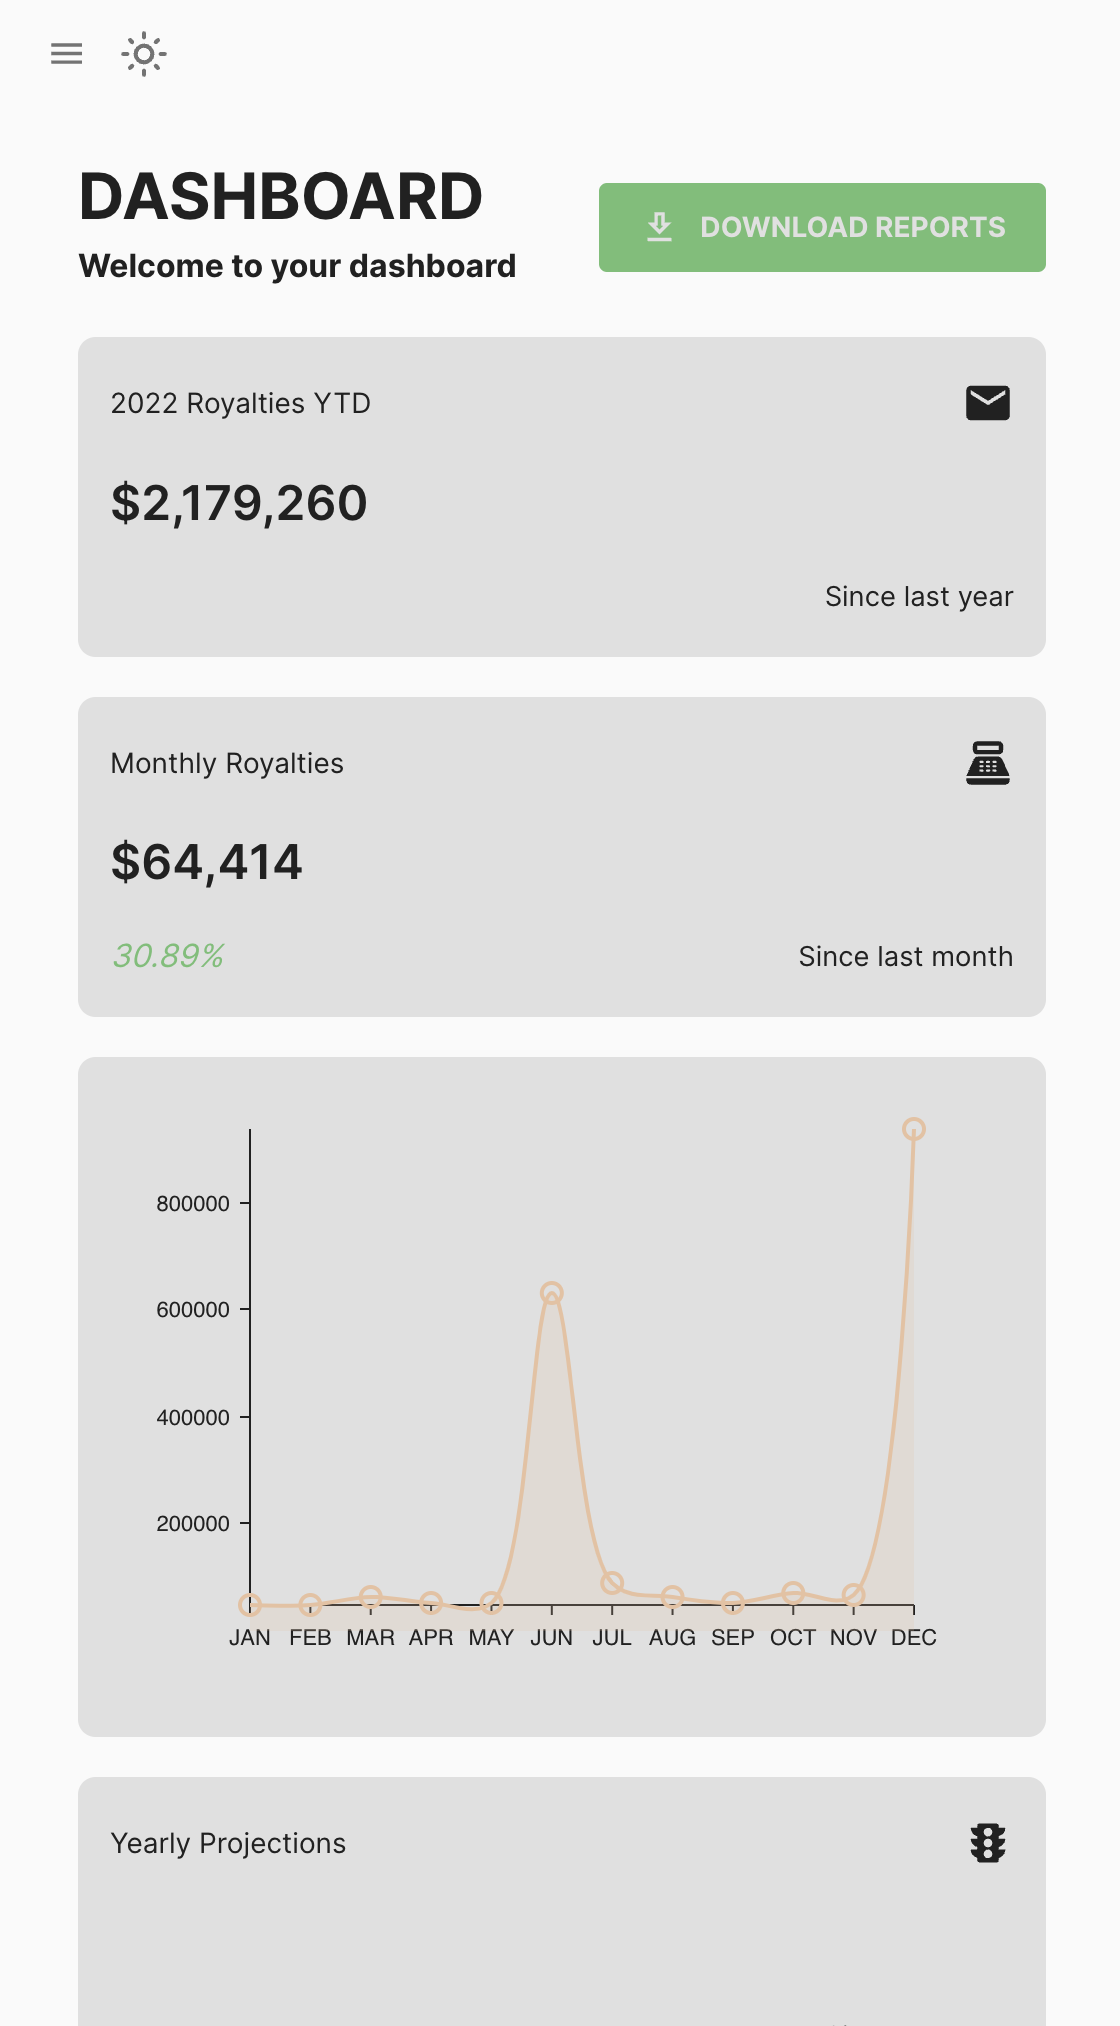 DASHBOARD
Welcome to your dashboard
DOWNLOAD REPORTS
2022 Royalties YTD
$2,179,260
Since last year
Monthly Royalties
$64,414
30.89%
Since last month
800000
600000
400000
200000
JAN FEB MAR APR MAY JUN JUL AUG SEP OCT NOV DEC
Yearly Projections